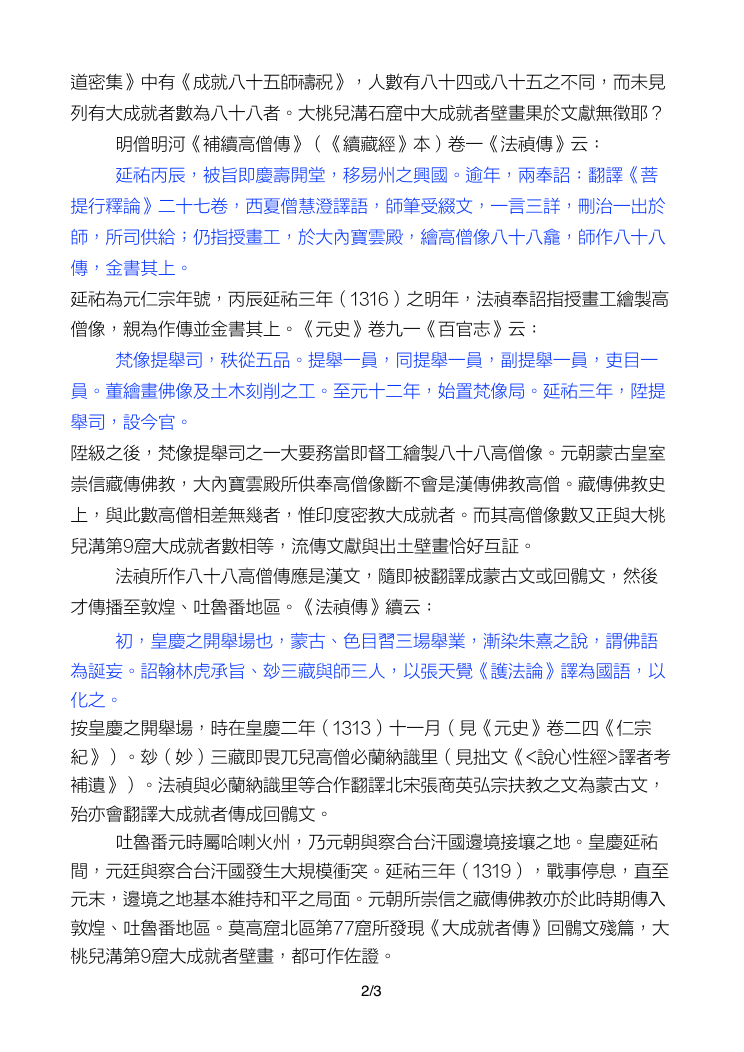 道密集》中有《成就八十五師禱祝》，人數有八十四或八十五之不同，而未見
列有大成就者數為八十八者。大桃兒溝石窟中大成就者壁畫果於文獻無徵耶？
明僧明河《補續高僧傳》（《續藏經》本）卷一《法禎傳》云：
延祐丙辰，被旨即慶壽開堂，移易州之興國。逾年，兩奉詔：翻譯《菩
提行釋論》二十七卷，西夏僧慧澄譯語，師筆受綴文，一言三詳，刪治一出於
師，所司供給；仍指授畫工，於大內寶雲殿，繪高僧像八十八龕，師作八十八
傳，金書其上。
延祐為元仁宗年號，丙辰延祐三年（1316）之明年，法禎奉詔指授畫工繪製高
僧像，親為作傳並金書其上。《元史》卷九一《百官志》云：
梵像提舉司，秩從五品。提舉一員，同提舉一員，副提舉一員，吏目一
員。董繪畫佛像及土木刻削之工。至元十二年，始置梵像局。延祐三年，陞提
舉司，設今官。
陞級之後，梵像提舉司之一大要務當即督工繪製八十八高僧像。元朝蒙古皇室
崇信藏傳佛教，大內寶雲殿所供奉高僧像斷不會是漢傳佛教高僧。藏傳佛教史
上，與此數高僧相差無幾者，惟印度密教大成就者。而其高僧像數又正與大桃
兒溝第9窟大成就者數相等，流傳文獻與出土壁畫恰好互証。
法禎所作八十八高僧傳應是漢文，隨即被翻譯成蒙古文或回鶻文，然後
才傳播至敦煌、吐魯番地區。《法禎傳》續云：
初，皇慶之開舉場也，蒙古、色目習三場舉業，漸染朱熹之說，謂佛語
為誕妄。詔翰林虎承旨、玅三藏與師三人，以張天覺《護法論》譯為國語，以
化之。
按皇慶之開舉場，時在皇慶二年（1313）十一月（見《元史》卷二四《仁宗
紀》）。玅（妙）三藏即畏兀兒高僧必蘭納識里（見拙文《<說心性經>譯者考
補遺》）。法禎與必蘭納識里等合作翻譯北宋張商英弘宗扶教之文為蒙古文，
殆亦會翻譯大成就者傳成回鶻文。
吐魯番元時屬哈喇火州，乃元朝與察合台汗國邊境接壤之地。皇慶延祐
間，元廷與察合台汗國發生大規模衝突。延祐三年（1319），戰事停息，直至
元末，邊境之地基本維持和平之局面。元朝所崇信之藏傳佛教亦於此時期傳入
敦煌、吐魯番地區。莫高窟北區第77窟所發現《大成就者傳》回鶻文殘篇，大
桃兒溝第9窟大成就者壁畫，都可作佐證。
2/3